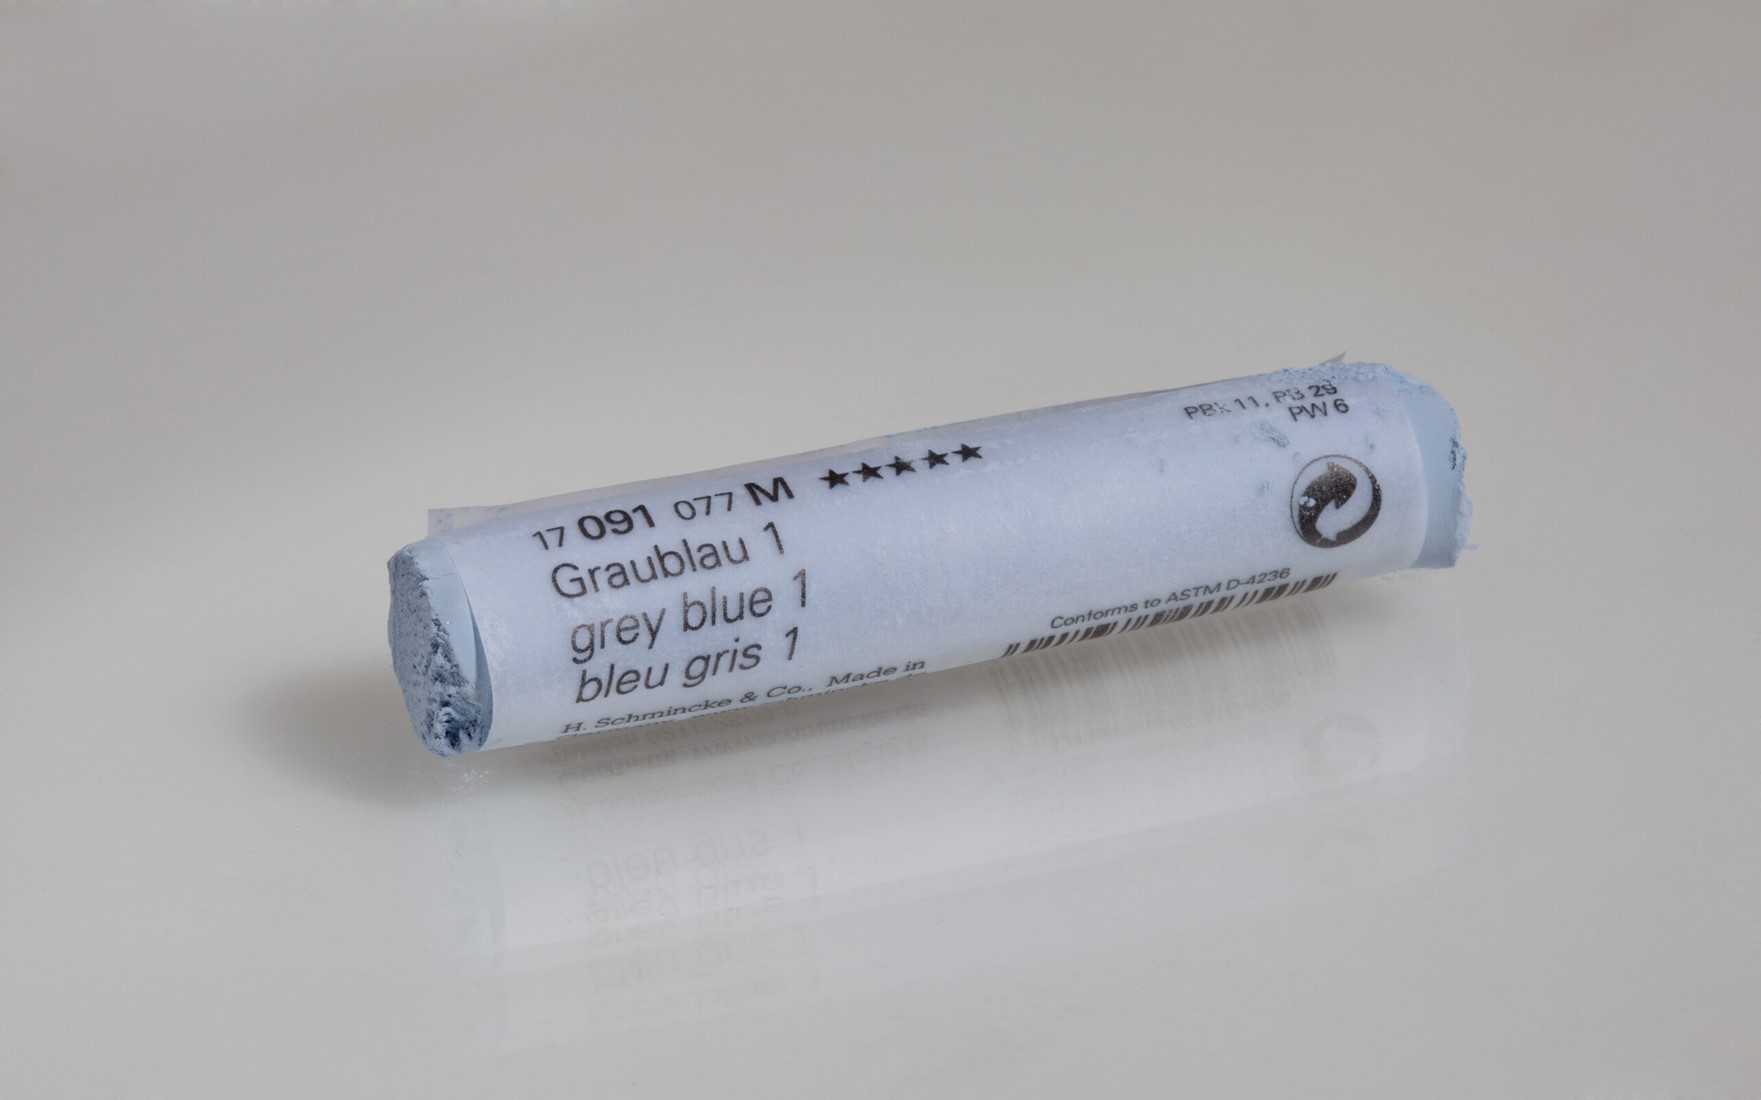 17 091 077 M ★★★★★
Graublau 1
grey blue 1
bleu gris 1
H. Schmincke & Co., Made in
PBk 11, PB 29
PW 6
Conforms to ASTM D-4236